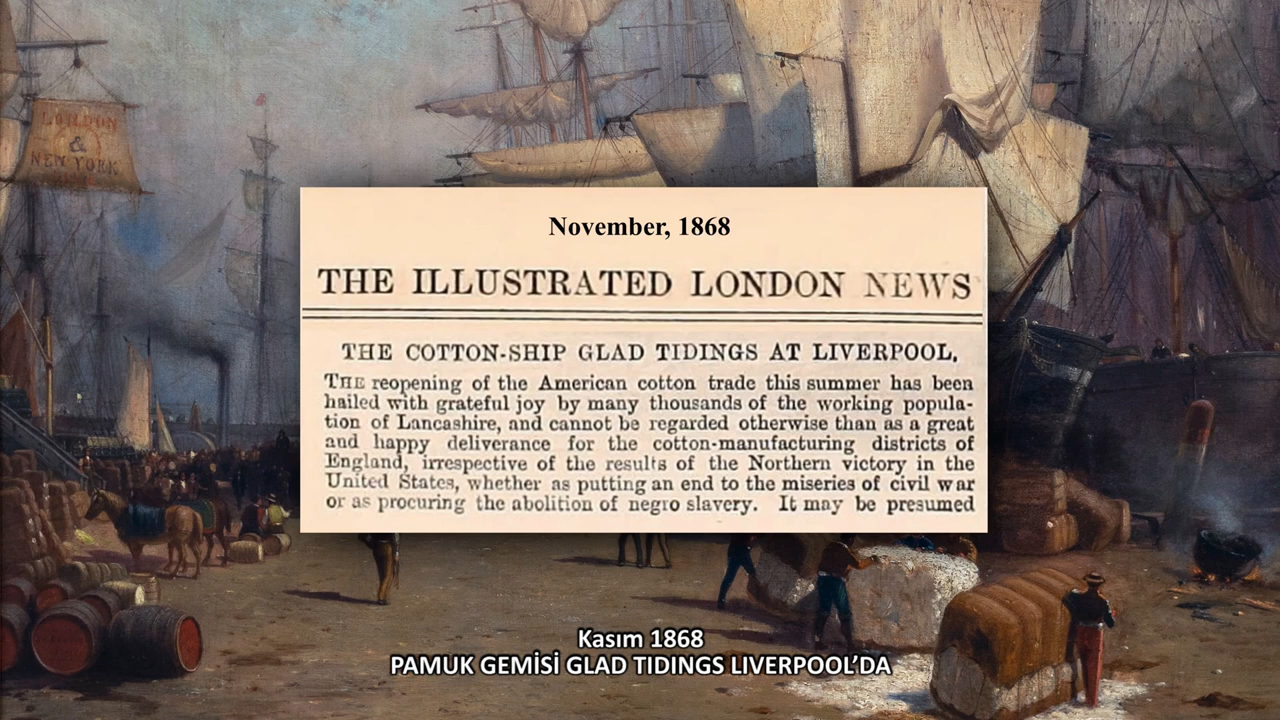 LONDON
&
NEW YORK
November, 1868
THE ILLUSTRATED LONDON NEWS
THE COTTON-SHIP GLAD TIDINGS AT LIVERPOOL.
THE reopening of the American cotton trade this summer has been
hailed with grateful joy by many thousands of the working popula-
tion of Lancashire, and cannot be regarded otherwise than as a great
and happy deliverance for the cotton-manufacturing districts of
England, irrespective of the results of the Northern victory in the
United States, whether as putting an end to the miseries of civil war
or as procuring the abolition of negro slavery. It may be presumed
Kasım 1868
PAMUK GEMİSİ GLAD TIDINGS LIVERPOOL’DA